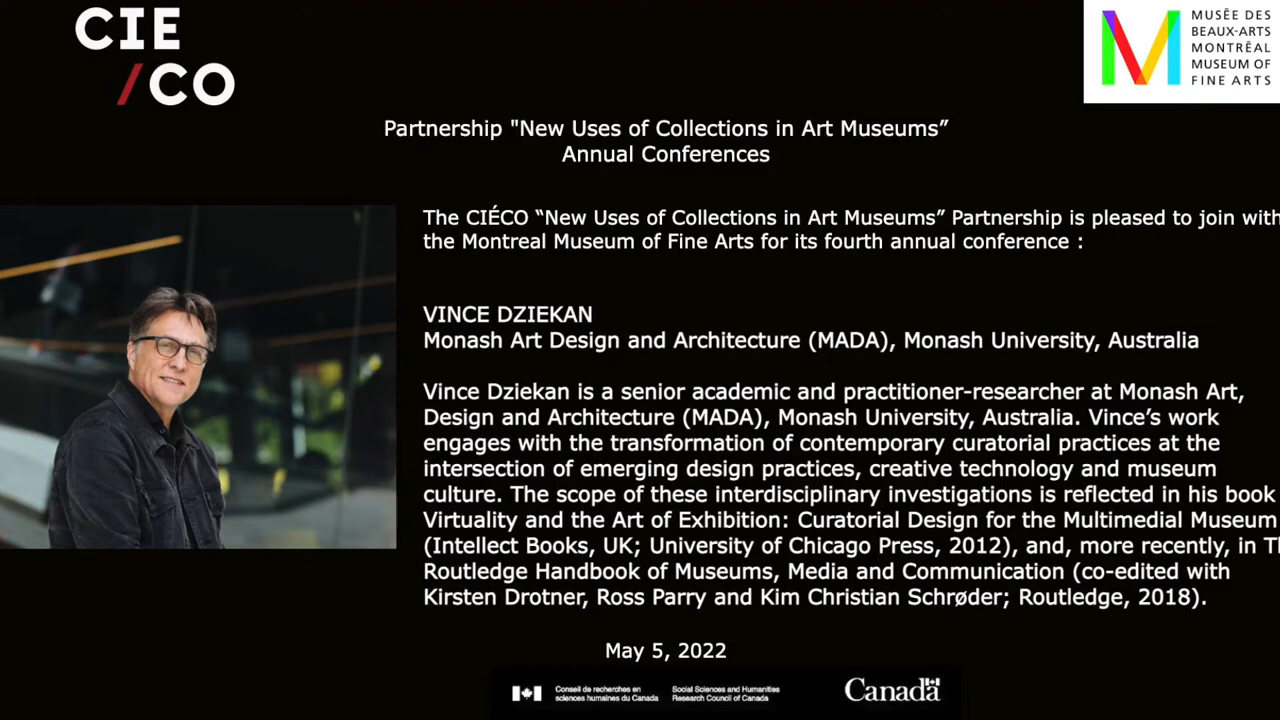 CIE
/CO
MUSÉE DES
BEAUX-ARTS
MONTRÉAL
MUSEUM OF
FINE ARTS
Partnership "New Uses of Collections in Art Museums”
Annual Conferences
The CIÉCO “New Uses of Collections in Art Museums” Partnership is pleased to join with
the Montreal Museum of Fine Arts for its fourth annual conference :
VINCE DZIEKAN
Monash Art Design and Architecture (MADA), Monash University, Australia
Vince Dziekan is a senior academic and practitioner-researcher at Monash Art,
Design and Architecture (MADA), Monash University, Australia. Vince’s work
engages with the transformation of contemporary curatorial practices at the
intersection of emerging design practices, creative technology and museum
culture. The scope of these interdisciplinary investigations is reflected in his book
Virtuality and the Art of Exhibition: Curatorial Design for the Multimedial Museum
(Intellect Books, UK; University of Chicago Press, 2012), and, more recently, in
Routledge Handbook of Museums, Media and Communication (co-edited with
Kirsten Drotner, Ross Parry and Kim Christian Schrøder; Routledge, 2018).
May 5, 2022
Conseil de recherches en
sciences humaines du Canada
Social Sciences and Humanities
Research Council of Canada
Canada